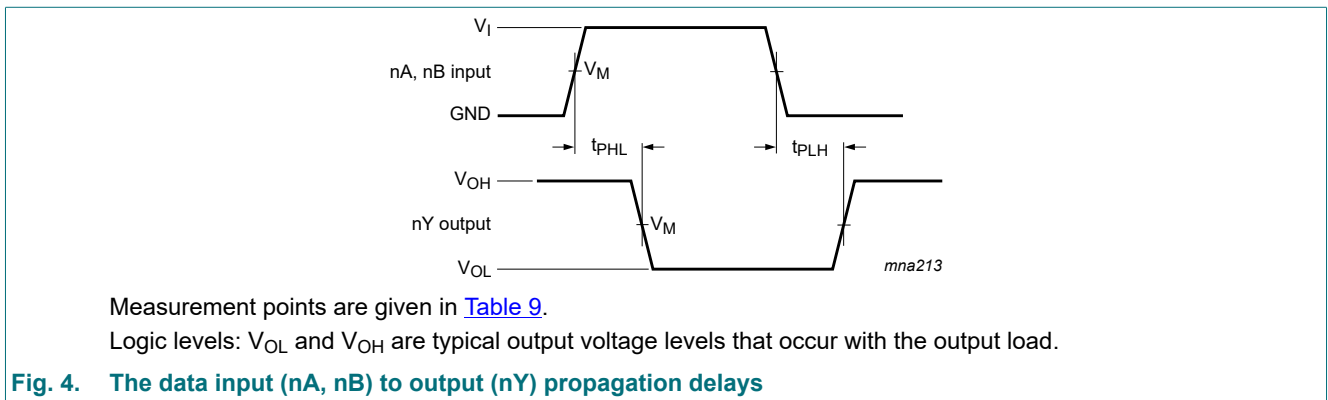 V_I
nA, nB input
V_M
GND
t_PHL
t_PLH
V_OH
nY output
V_M
V_OL
mna213
Measurement points are given in Table 9.
Logic levels: V_OL and V_OH are typical output voltage levels that occur with the output load.
Fig. 4. The data input (nA, nB) to output (nY) propagation delays